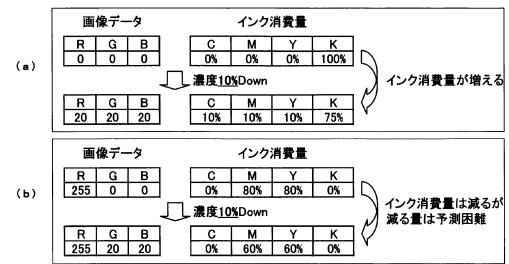 画像データ インク消費量
(a)
R G B C M Y K
0 0 0 0% 0% 0% 100%
濃度10%Down
インク消費量が増える
R G B C M Y K
20 20 20 10% 10% 10% 75%
画像データ インク消費量
(b)
R G B C M Y K
255 0 0 0% 80% 80% 0%
濃度10%Down
インク消費量は減るが
減る量は予測困難
R G B C M Y K
255 20 20 0% 60% 60% 0%